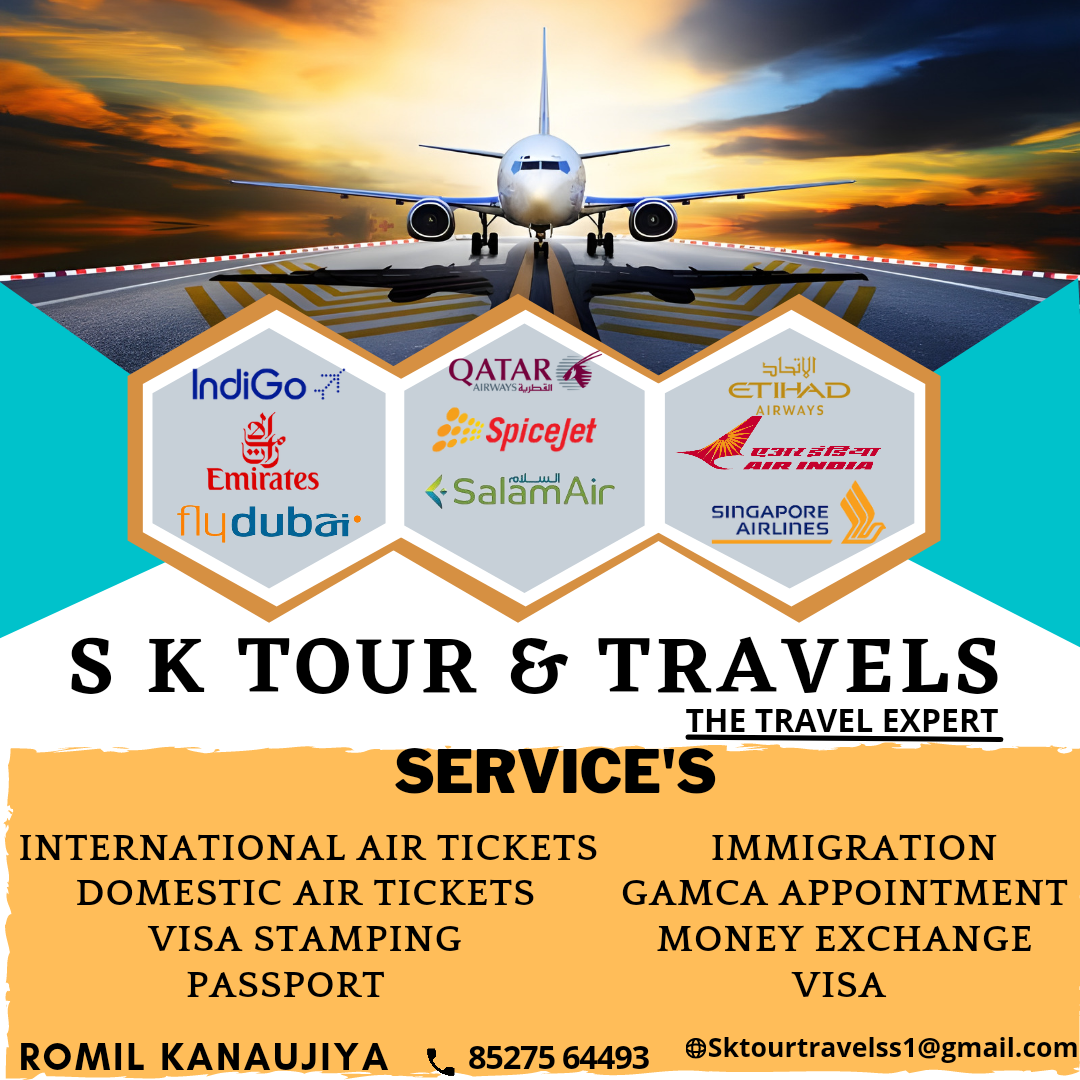 IndiGo
Emirates
flydubai
QATAR
AIRWAYS القطرية
SpiceJet
السلام
SalamAir
الإتحاد
ETIHAD
AIRWAYS
एअर इंडिया
AIR INDIA
SINGAPORE
AIRLINES
S K TOUR & TRAVELS
THE TRAVEL EXPERT
SERVICE'S
INTERNATIONAL AIR TICKETS
DOMESTIC AIR TICKETS
VISA STAMPING
PASSPORT
IMMIGRATION
GAMCA APPOINTMENT
MONEY EXCHANGE
VISA
ROMIL KANAUJIYA
85275 64493
Sktourtravelss1@gmail.com